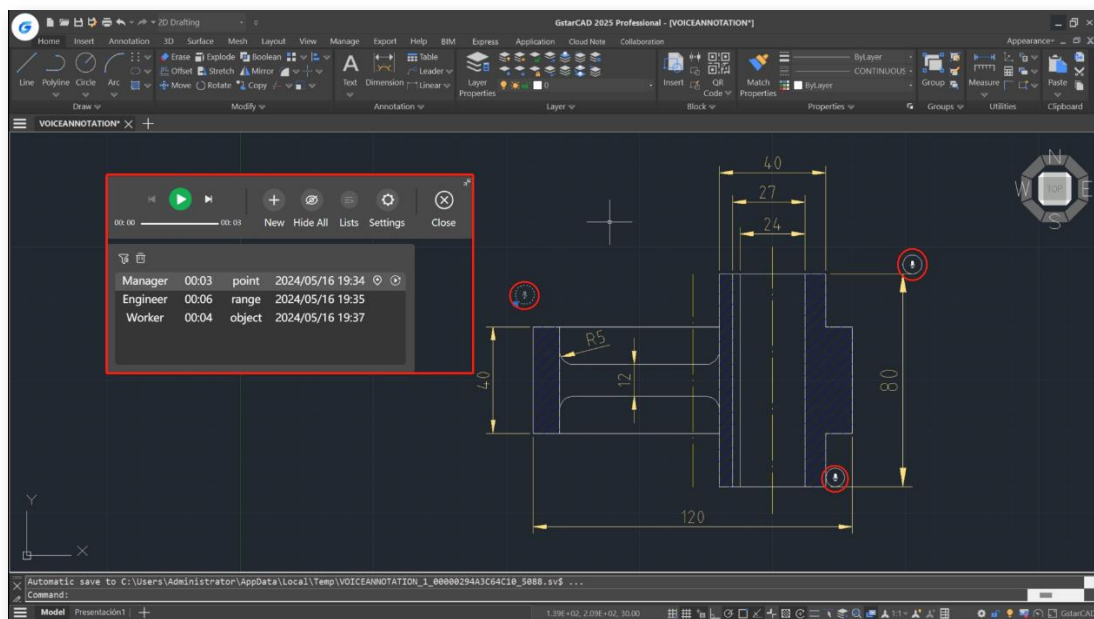 2D Drafting
GstarCAD 2025 Professional - [VOICEANNOTATION*]
Home Insert Annotation 3D Surface Mesh Layout View Manage Export Help BIM Express Application Cloud Note Collaboration Appearance
Erase Explode Boolean
Table
ByLayer
Offset Stretch Mirror
Leader
CONTINUOUS
Line Polyline Circle Arc
Move Rotate Copy
Text Dimension
Linear
Layer Properties
0
Insert
QR Code
Match Properties
ByLayer
Group
Measure
Paste
Draw Modify Annotation Layer Block Properties Groups Utilities Clipboard
VOICEANNOTATION*
00:00 00:03
New Hide All Lists Settings Close
Manager 00:03 point 2024/05/16 19:34
Engineer 00:06 range 2024/05/16 19:35
Worker 00:04 object 2024/05/16 19:37
40
27
24
R5
12
40
80
120
N
W TOP E
S
Y
X
Automatic save to C:\Users\Administrator\AppData\Local\Temp\VOICEANNOTATION_1_00000294A3C64C10_5088.sv$ ...
Command:
Model Presentación1
1.39E+02, 2.09E+02, 30.00
1:1
GstarCAD